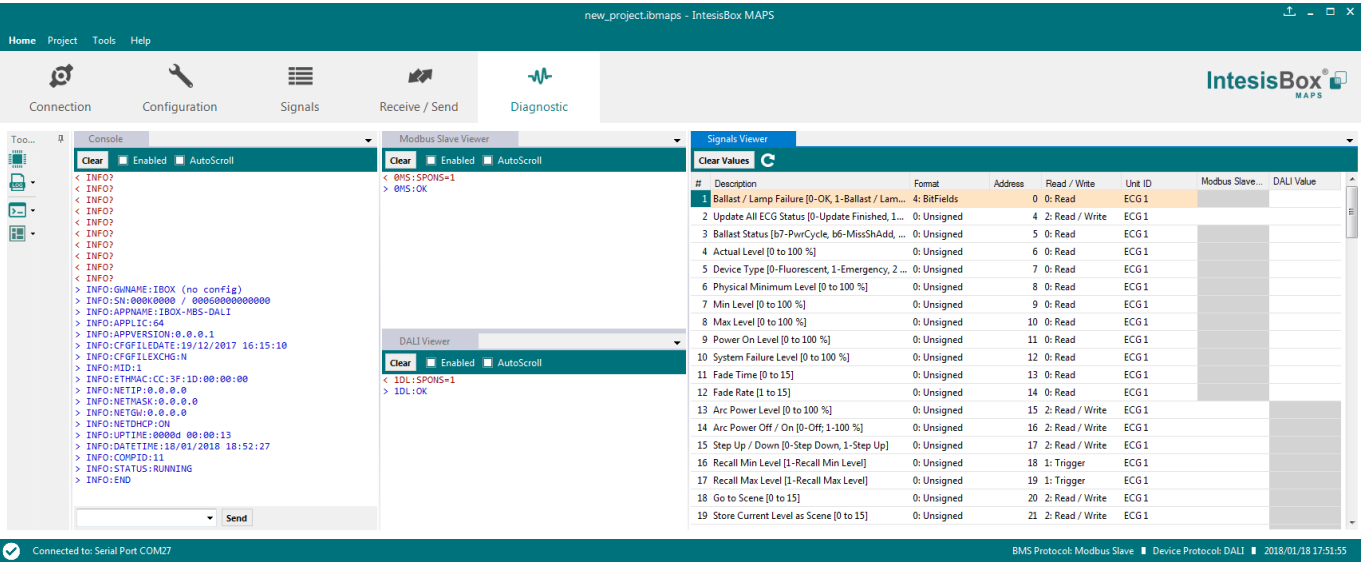 new_project.ibmaps - IntesisBox MAPS
Home Project Tools Help
Connection Configuration Signals Receive / Send Diagnostic
IntesisBox® MAPS
Too...
Console
Clear Enabled AutoScroll
< INFO?
< INFO?
< INFO?
< INFO?
< INFO?
< INFO?
< INFO?
< INFO?
< INFO?
< INFO?
> INFO:GWNAME:IBOX (no config)
> INFO:SN:000K0000 / 00060000000000
> INFO:APPNAME:IBOX-MBS-DALI
> INFO:APPLIC:64
> INFO:APPVERSION:0.0.0.1
> INFO:CFGFILEDATE:19/12/2017 16:15:10
> INFO:CFGFILEXCHG:N
> INFO:MID:1
> INFO:ETHMAC:CC:3F:1D:00:00:00
> INFO:NETIP:0.0.0.0
> INFO:NETMASK:0.0.0.0
> INFO:NETGW:0.0.0.0
> INFO:NETDHCP:ON
> INFO:UPTIME:0000d 00:00:13
> INFO:DATETIME:18/01/2018 18:52:27
> INFO:COMPID:11
> INFO:STATUS:RUNNING
> INFO:END
Send
Modbus Slave Viewer
Clear Enabled AutoScroll
< 0MS:SPONS=1
> 0MS:OK
DALI Viewer
Clear Enabled AutoScroll
< 1DL:SPONS=1
> 1DL:OK
Signals Viewer
Clear Values
# Description Format Address Read / Write Unit ID Modbus Slave... DALI Value
1 Ballast / Lamp Failure [0-OK, 1-Ballast / Lam... 4: BitFields 0 0: Read ECG 1
2 Update All ECG Status [0-Update Finished, 1... 0: Unsigned 4 2: Read / Write ECG 1
3 Ballast Status [b7-PwrCycle, b6-MissShAdd, ... 0: Unsigned 5 0: Read ECG 1
4 Actual Level [0 to 100 %] 0: Unsigned 6 0: Read ECG 1
5 Device Type [0-Fluorescent, 1-Emergency, 2 ... 0: Unsigned 7 0: Read ECG 1
6 Physical Minimum Level [0 to 100 %] 0: Unsigned 8 0: Read ECG 1
7 Min Level [0 to 100 %] 0: Unsigned 9 0: Read ECG 1
8 Max Level [0 to 100 %] 0: Unsigned 10 0: Read ECG 1
9 Power On Level [0 to 100 %] 0: Unsigned 11 0: Read ECG 1
10 System Failure Level [0 to 100 %] 0: Unsigned 12 0: Read ECG 1
11 Fade Time [0 to 15] 0: Unsigned 13 0: Read ECG 1
12 Fade Rate [1 to 15] 0: Unsigned 14 0: Read ECG 1
13 Arc Power Level [0 to 100 %] 0: Unsigned 15 2: Read / Write ECG 1
14 Arc Power Off / On [0-Off; 1-100 %] 0: Unsigned 16 2: Read / Write ECG 1
15 Step Up / Down [0-Step Down, 1-Step Up] 0: Unsigned 17 2: Read / Write ECG 1
16 Recall Min Level [1-Recall Min Level] 0: Unsigned 18 1: Trigger ECG 1
17 Recall Max Level [1-Recall Max Level] 0: Unsigned 19 1: Trigger ECG 1
18 Go to Scene [0 to 15] 0: Unsigned 20 2: Read / Write ECG 1
19 Store Current Level as Scene [0 to 15] 0: Unsigned 21 2: Read / Write ECG 1
Connected to: Serial Port COM27
BMS Protocol: Modbus Slave Device Protocol: DALI 2018/01/18 17:51:55